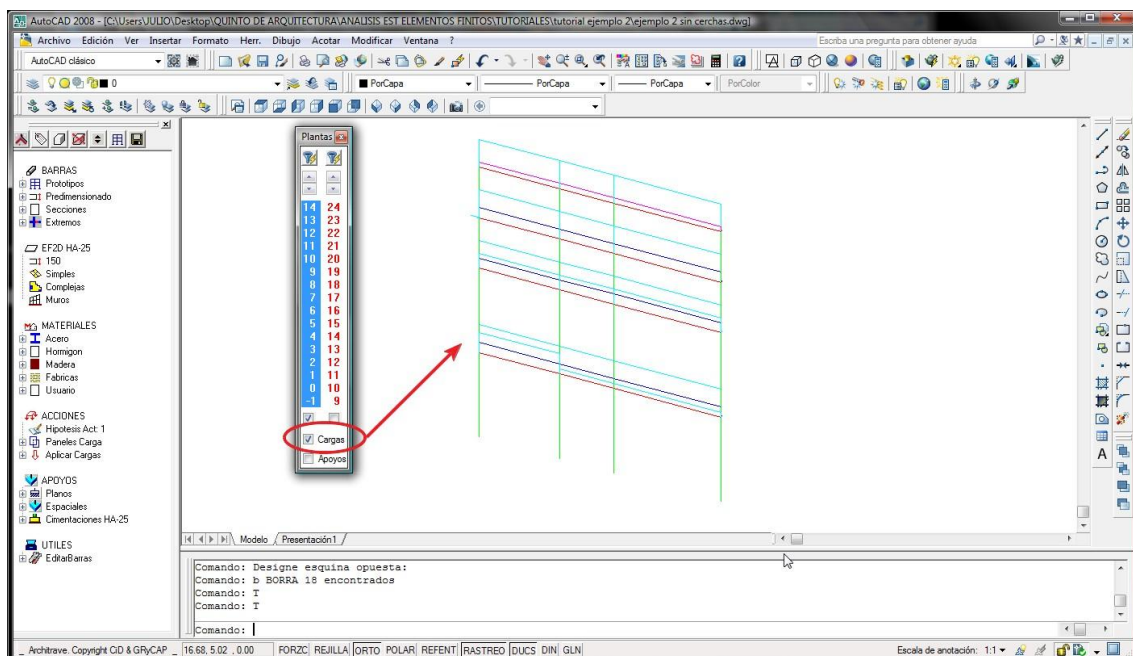 AutoCAD 2008 - [C:\Users\JULIO\Desktop\QUINTO DE ARQUITECTURA\ANALISIS EST ELEMENTOS FINITOS\TUTORIALES\tutorial ejemplo 2\ejemplo 2 sin cerchas.dwg]
Archivo Edición Ver Insertar Formato Herr. Dibujo Acotar Modificar Ventana ? Escriba una pregunta para obtener ayuda
AutoCAD clásico
0 PorCapa PorCapa PorCapa PorColor
Plantas
14 24
13 23
12 22
11 21
10 20
9 19
8 18
7 17
6 16
5 15
4 14
3 13
2 12
1 11
0 10
-1 9
Cargas
Apoyos
BARRAS
Prototipos
Predimensionado
Secciones
Extremos
EF2D HA-25
150
Simples
Complejas
Muros
MATERIALES
Acero
Hormigon
Madera
Fabricas
Usuario
ACCIONES
Hipotesis Act: 1
Paneles Carga
Aplicar Cargas
APOYOS
Planos
Espaciales
Cimentaciones HA-25
UTILES
EditarBarras
Modelo Presentación1
Comando: Designe esquina opuesta:
Comando: b BORRA 18 encontrados
Comando: T
Comando: T
Comando:
_ Architrave. Copyright CiD & GRyCAP _ 16.68, 5.02 , 0.00 FORZC REJILLA ORTO POLAR REFENT RASTREO DUCS DIN GLN Escala de anotación: 1:1